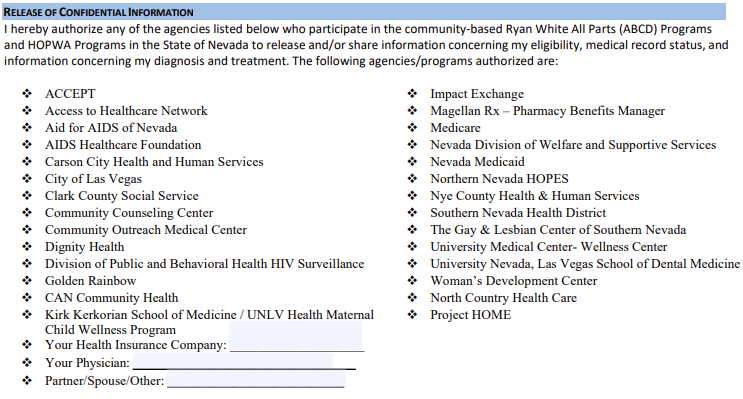 RELEASE OF CONFIDENTIAL INFORMATION
I hereby authorize any of the agencies listed below who participate in the community-based Ryan White All Parts (ABCD) Programs
and HOPWA Programs in the State of Nevada to release and/or share information concerning my eligibility, medical record status, and
information concerning my diagnosis and treatment. The following agencies/programs authorized are:
❖ ACCEPT
❖ Access to Healthcare Network
❖ Aid for AIDS of Nevada
❖ AIDS Healthcare Foundation
❖ Carson City Health and Human Services
❖ City of Las Vegas
❖ Clark County Social Service
❖ Community Counseling Center
❖ Community Outreach Medical Center
❖ Dignity Health
❖ Division of Public and Behavioral Health HIV Surveillance
❖ Golden Rainbow
❖ CAN Community Health
❖ Kirk Kerkorian School of Medicine / UNLV Health Maternal
Child Wellness Program
❖ Your Health Insurance Company:
❖ Your Physician:
❖ Partner/Spouse/Other:
❖ Impact Exchange
❖ Magellan Rx – Pharmacy Benefits Manager
❖ Medicare
❖ Nevada Division of Welfare and Supportive Services
❖ Nevada Medicaid
❖ Northern Nevada HOPES
❖ Nye County Health & Human Services
❖ Southern Nevada Health District
❖ The Gay & Lesbian Center of Southern Nevada
❖ University Medical Center- Wellness Center
❖ University Nevada, Las Vegas School of Dental Medicine
❖ Woman's Development Center
❖ North Country Health Care
❖ Project HOME